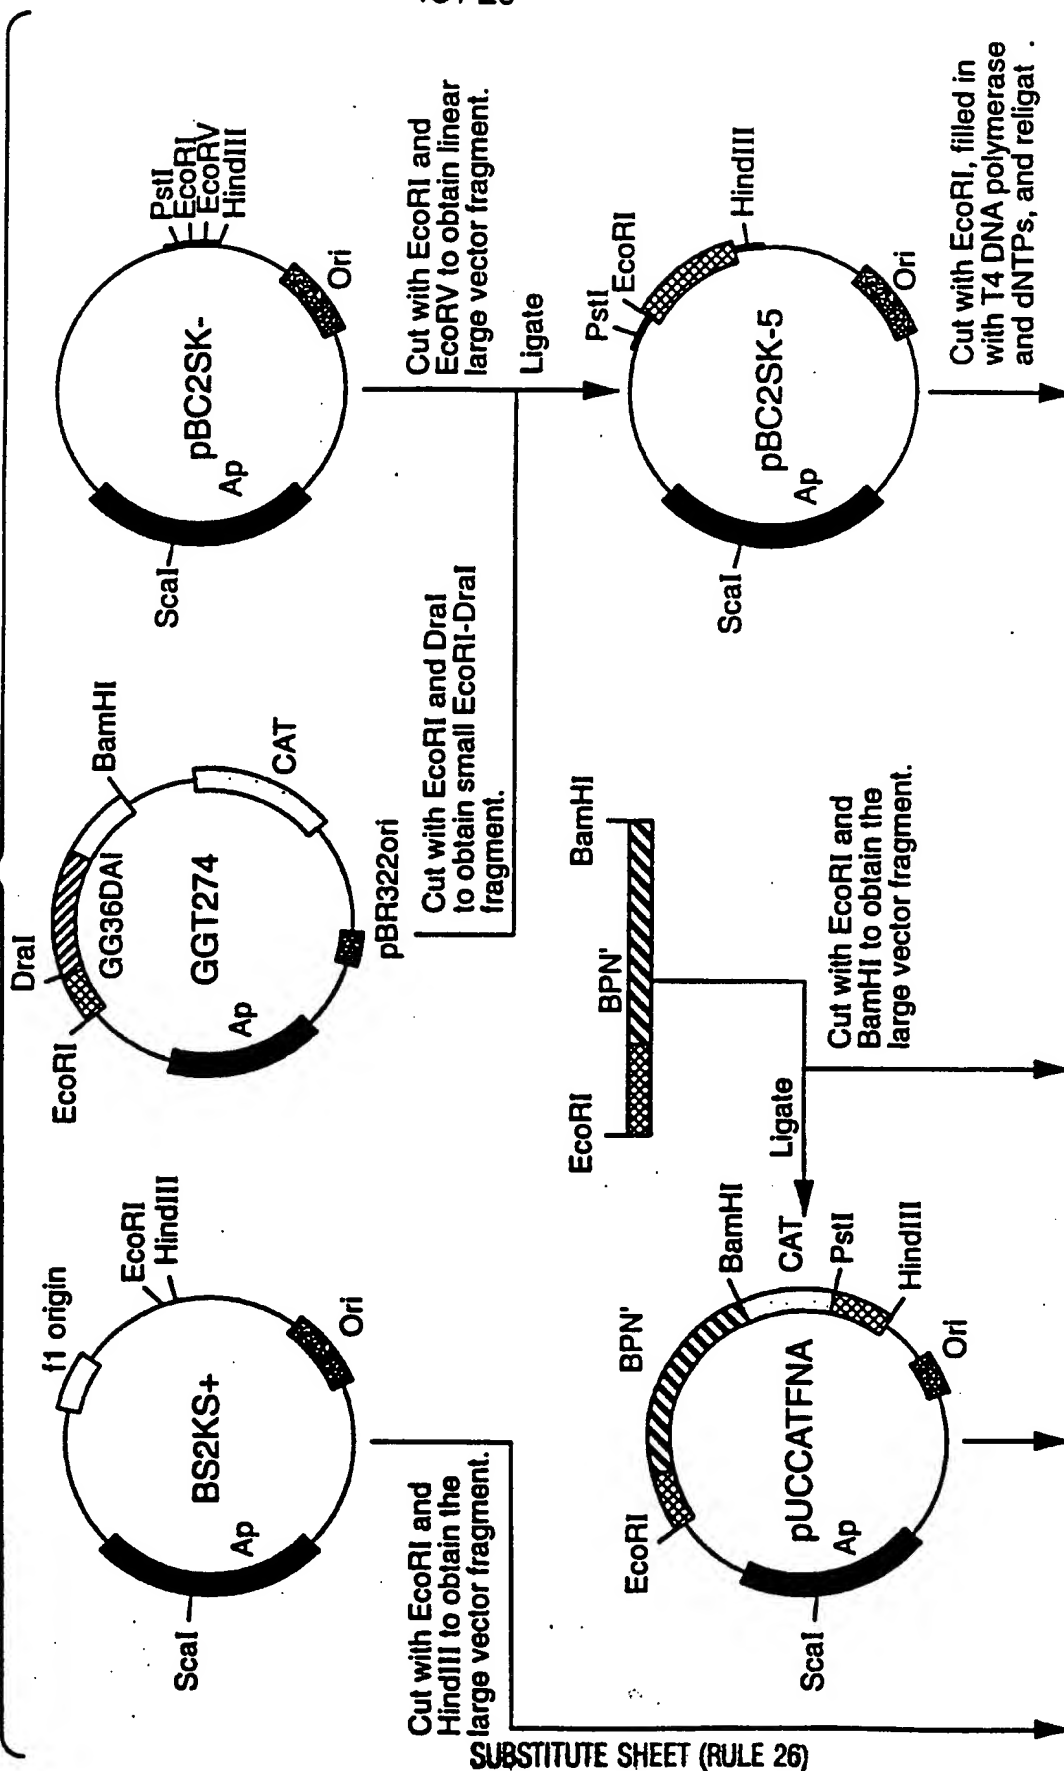 f1 origin
EcoRI
HindIII
BS2KS+
Ap
Ori
ScaI
Cut with EcoRI and
HindIII to obtain the
large vector fragment.
DraI
EcoRI
BamHI
GG36DAI
GGT274
CAT
Ap
pBR322ori
Cut with EcoRI and DraI
to obtain small EcoRI-DraI
fragment.
PstI
EcoRI
EcoRV
HindIII
pBC2SK-
Ap
Ori
ScaI
Cut with EcoRI and
EcoRV to obtain linear
large vector fragment.
Ligate
EcoRI
BPN'
BamHI
Ligate
Cut with EcoRI and
BamHI to obtain the
large vector fragment.
BPN'
BamHI
CAT
PstI
HindIII
EcoRI
pUCCATFNA
Ap
Ori
ScaI
PstI
EcoRI
HindIII
pBC2SK-5
Ap
Ori
ScaI
Cut with EcoRI, filled in
with T4 DNA polymerase
and dNTPs, and religat .
SUBSTITUTE SHEET (RULE 26)